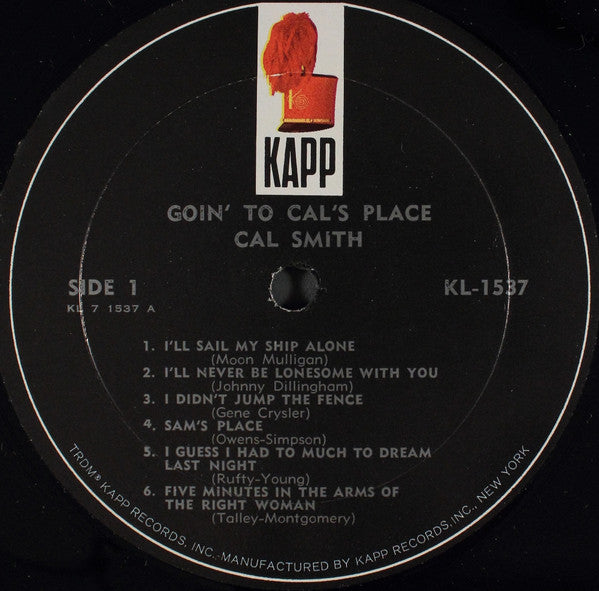 KAPP
GOIN' TO CAL'S PLACE
CAL SMITH
SIDE 1
KL-1537
KL 7 1537 A
1. I'LL SAIL MY SHIP ALONE
(Moon Mulligan)
2. I'LL NEVER BE LONESOME WITH YOU
(Johnny Dillingham)
3. I DIDN'T JUMP THE FENCE
(Gene Crysler)
4. SAM'S PLACE
(Owens-Simpson)
5. I GUESS I HAD TO MUCH TO DREAM
LAST NIGHT
(Rufty-Young)
6. FIVE MINUTES IN THE ARMS OF
THE RIGHT WOMAN
(Talley-Montgomery)
TRDM® KAPP RECORDS, INC.-MANUFACTURED BY KAPP RECORDS, INC., NEW YORK